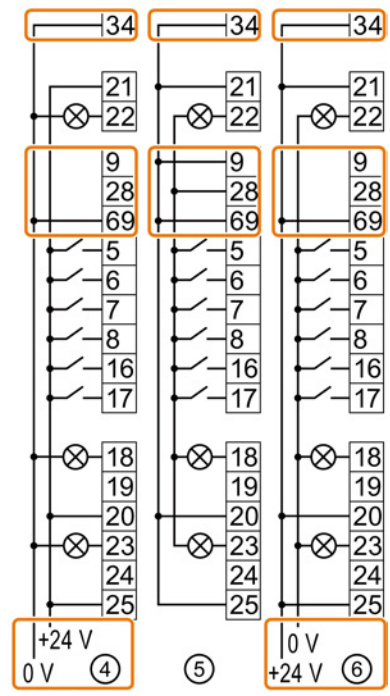 34 34 34
21 21 21
22 22 22
9 9 9
28 28 28
69 69 69
5 5 5
6 6 6
7 7 7
8 8 8
16 16 16
17 17 17
18 18 18
19 19 19
20 20 20
23 23 23
24 24 24
25 25 25
+24 V 0 V
0 V ④ ⑤ +24 V ⑥